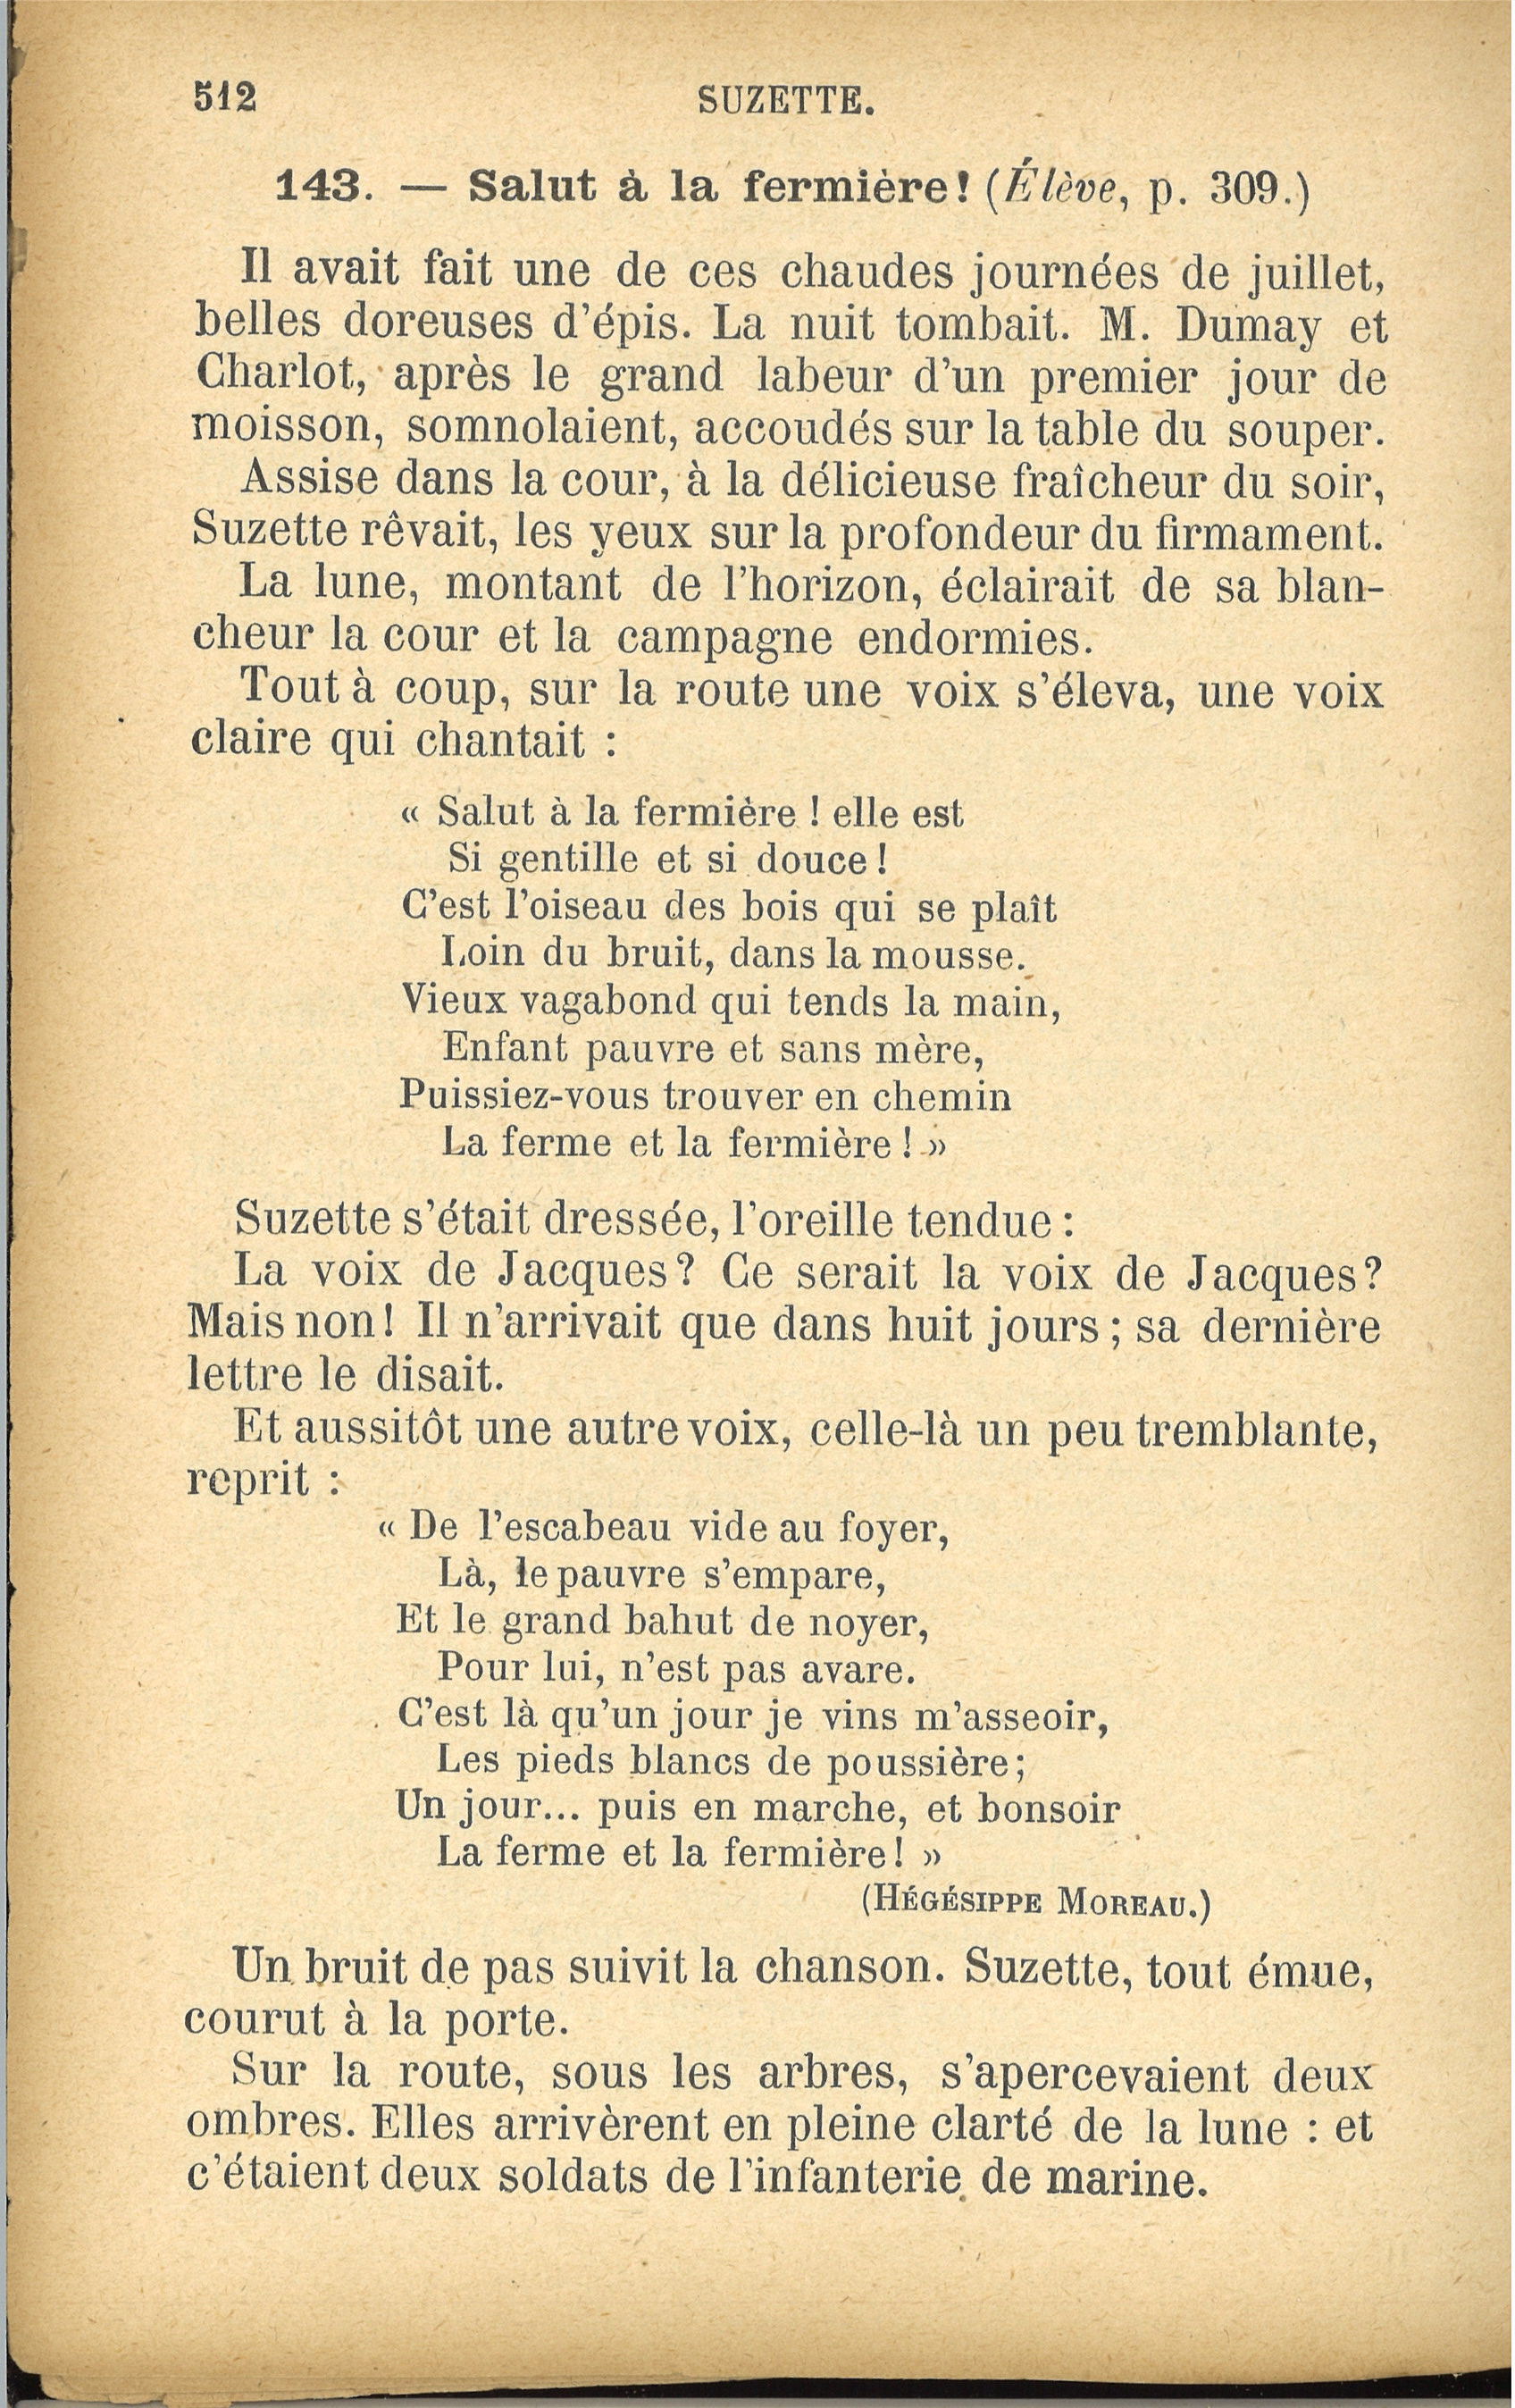 512 SUZETTE.
143. — Salut à la fermière! (Élève, p. 309.)
Il avait fait une de ces chaudes journées de juillet,
belles doreuses d'épis. La nuit tombait. M. Dumay et
Charlot, après le grand labeur d'un premier jour de
moisson, somnolaient, accoudés sur la table du souper.
Assise dans la cour, à la délicieuse fraîcheur du soir,
Suzette rêvait, les yeux sur la profondeur du firmament.
La lune, montant de l'horizon, éclairait de sa blan-
cheur la cour et la campagne endormies.
Tout à coup, sur la route une voix s'éleva, une voix
claire qui chantait :
« Salut à la fermière ! elle est
Si gentille et si douce !
C'est l'oiseau des bois qui se plaît
Loin du bruit, dans la mousse.
Vieux vagabond qui tends la main,
Enfant pauvre et sans mère,
Puissiez-vous trouver en chemin
La ferme et la fermière ! »
Suzette s'était dressée, l'oreille tendue :
La voix de Jacques? Ce serait la voix de Jacques?
Mais non! Il n'arrivait que dans huit jours ; sa dernière
lettre le disait.
Et aussitôt une autre voix, celle-là un peu tremblante,
reprit :
« De l'escabeau vide au foyer,
Là, le pauvre s'empare,
Et le grand bahut de noyer,
Pour lui, n'est pas avare.
C'est là qu'un jour je vins m'asseoir,
Les pieds blancs de poussière;
Un jour... puis en marche, et bonsoir
La ferme et la fermière! »
(HÉGÉSIPPE MOREAU.)
Un bruit de pas suivit la chanson. Suzette, tout émue,
courut à la porte.
Sur la route, sous les arbres, s'apercevaient deux
ombres. Elles arrivèrent en pleine clarté de la lune : et
c'étaient deux soldats de l'infanterie de marine.